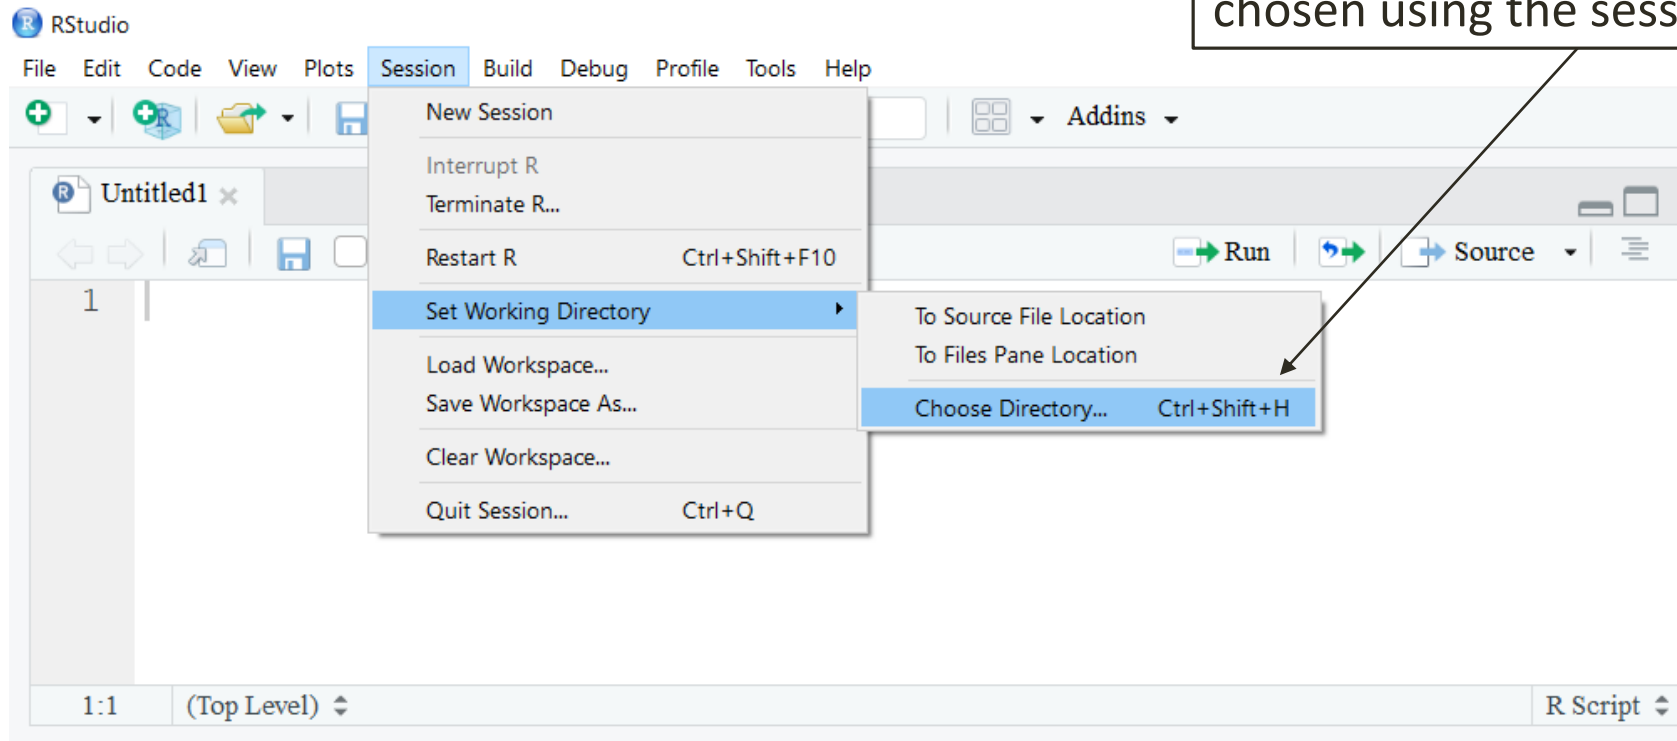 chosen using the sess
RStudio
File Edit Code View Plots Session Build Debug Profile Tools Help
New Session
Addins
Interrupt R
Untitled1
Terminate R...
Restart R Ctrl+Shift+F10
Run Source
1
Set Working Directory
To Source File Location
To Files Pane Location
Load Workspace...
Save Workspace As...
Choose Directory... Ctrl+Shift+H
Clear Workspace...
Quit Session... Ctrl+Q
1:1 (Top Level) R Script